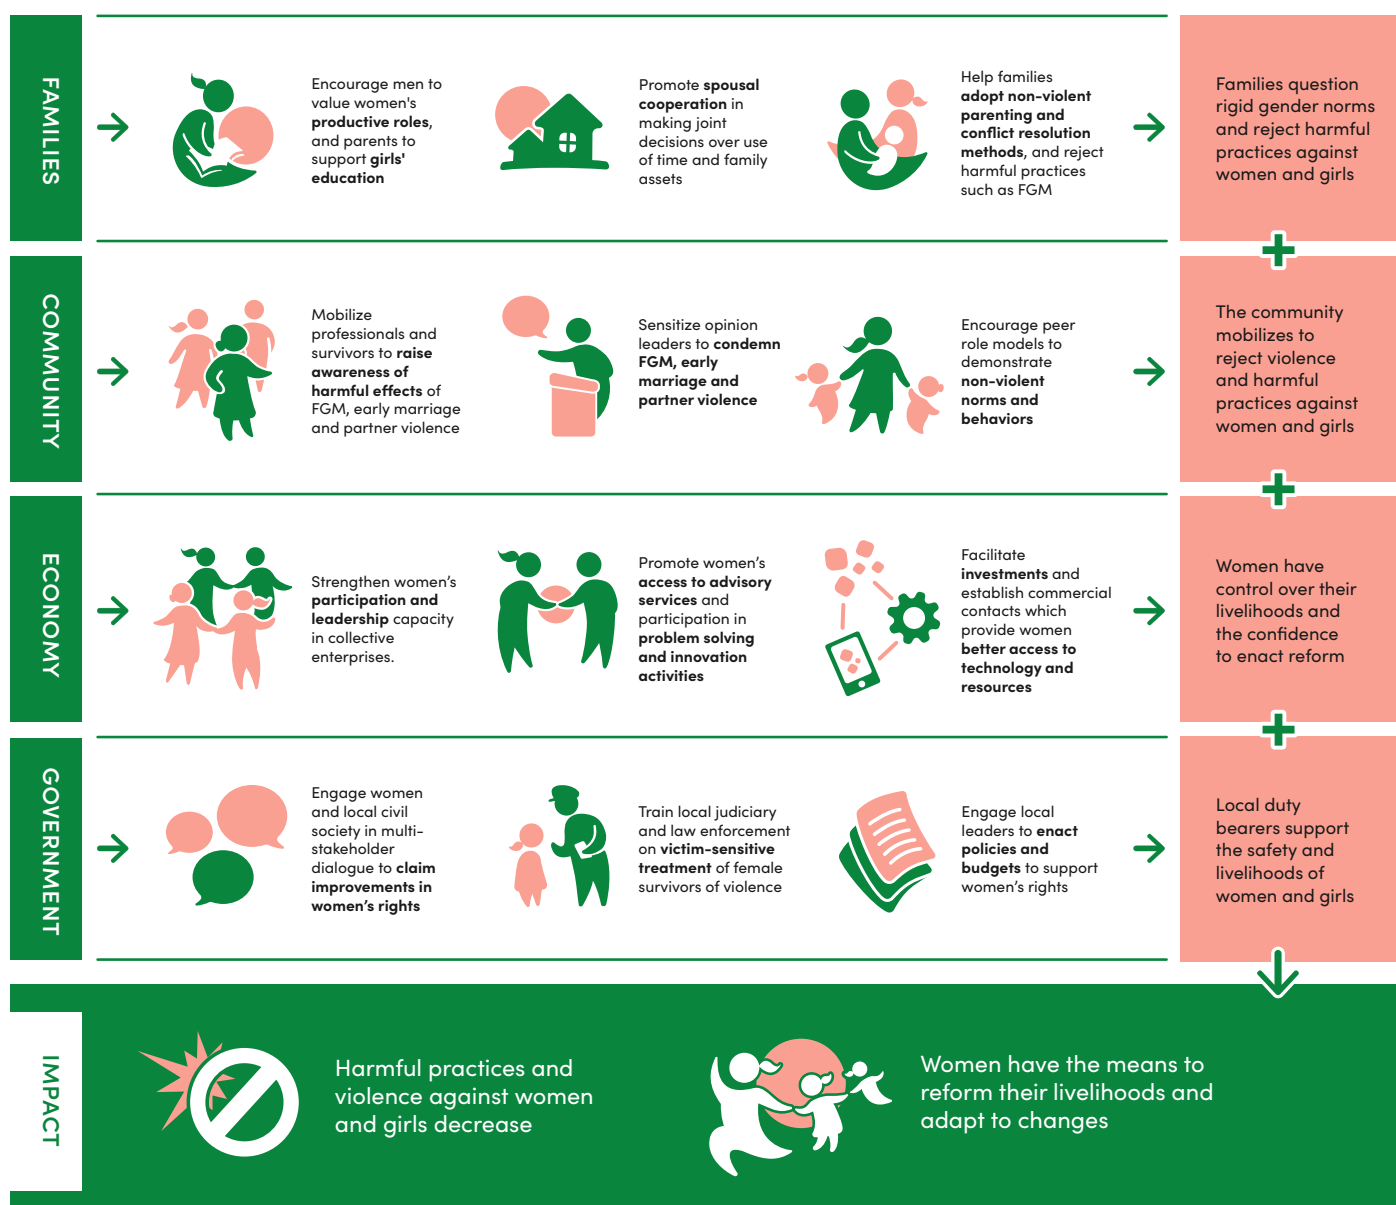 FAMILIES
Encourage men to
value women's
productive roles,
and parents to
support girls'
education
Promote spousal
cooperation in
making joint
decisions over use
of time and family
assets
Help families
adopt non-violent
parenting and
conflict resolution
methods, and reject
harmful practices
such as FGM
Families question
rigid gender norms
and reject harmful
practices against
women and girls
COMMUNITY
Mobilize
professionals and
survivors to raise
awareness of
harmful effects of
FGM, early marriage
and partner violence
Sensitize opinion
leaders to condemn
FGM, early
marriage and
partner violence
Encourage peer
role models to
demonstrate
non-violent
norms and
behaviors
The community
mobilizes to
reject violence
and harmful
practices against
women and girls
ECONOMY
Strengthen women’s
participation and
leadership capacity
in collective
enterprises.
Promote women’s
access to advisory
services and
participation in
problem solving
and innovation
activities
Facilitate
investments and
establish commercial
contacts which
provide women
better access to
technology and
resources
Women have
control over their
livelihoods and
the confidence
to enact reform
GOVERNMENT
Engage women
and local civil
society in multi-
stakeholder
dialogue to claim
improvements in
women’s rights
Train local judiciary
and law enforcement
on victim-sensitive
treatment of female
survivors of violence
Engage local
leaders to enact
policies and
budgets to support
women’s rights
Local duty
bearers support
the safety and
livelihoods of
women and girls
IMPACT
Harmful practices and
violence against women
and girls decrease
Women have the means to
reform their livelihoods and
adapt to changes